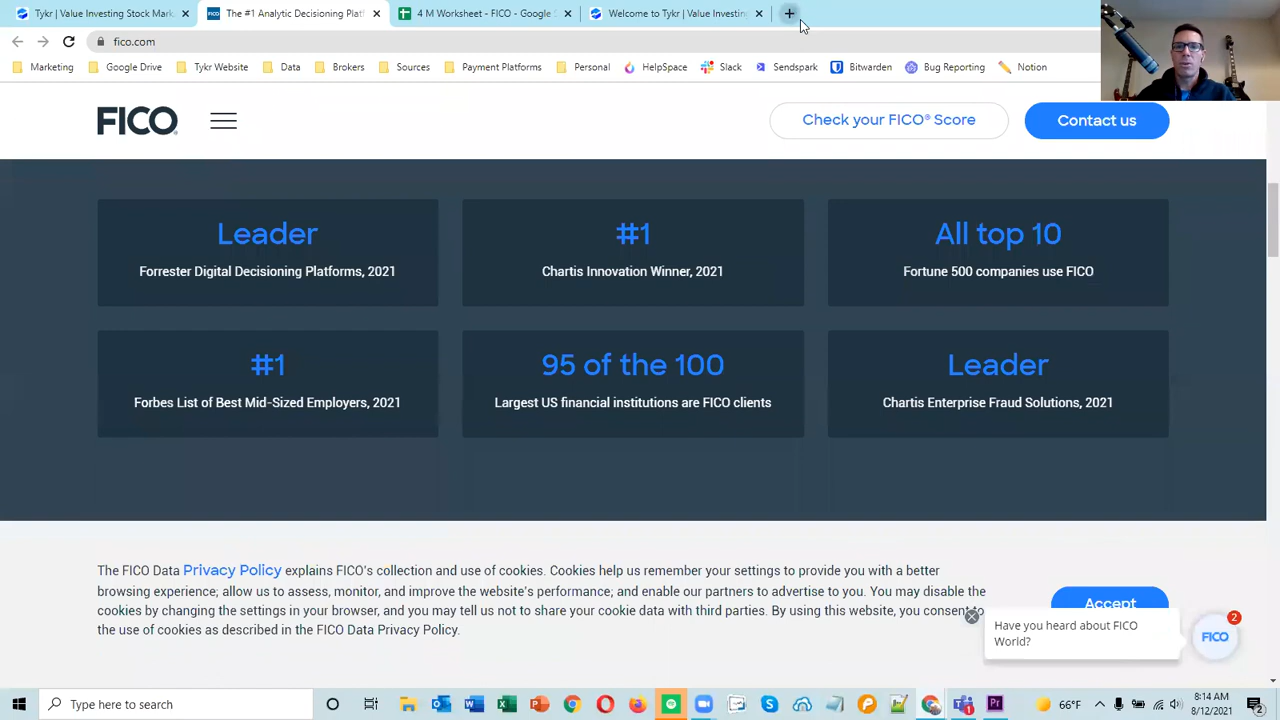 Tykr | Value Investing Stock Mark
The #1 Analytic Decisioning Platf
4 M Worksheet - FICO - Google S
Welcome to Tykr | Value Investing
fico.com
Marketing
Google Drive
Tykr Website
Data
Brokers
Sources
Payment Platforms
Personal
HelpSpace
Slack
Sendspark
Bitwarden
Bug Reporting
Notion
FICO
Check your FICO® Score
Contact us
Leader
Forrester Digital Decisioning Platforms, 2021
#1
Chartis Innovation Winner, 2021
All top 10
Fortune 500 companies use FICO
#1
Forbes List of Best Mid-Sized Employers, 2021
95 of the 100
Largest US financial institutions are FICO clients
Leader
Chartis Enterprise Fraud Solutions, 2021
The FICO Data Privacy Policy explains FICO's collection and use of cookies. Cookies help us remember your settings to provide you with a better
browsing experience; allow us to assess, monitor, and improve the website's performance; and enable our partners to advertise to you. You may disable the
cookies by changing the settings in your browser, and you may tell us not to share your cookie data with third parties. By using this website, you consent to
the use of cookies as described in the FICO Data Privacy Policy.
Accept
Have you heard about FICO
World?
FICO
2
Type here to search
66°F
8:14 AM
8/12/2021
2
1